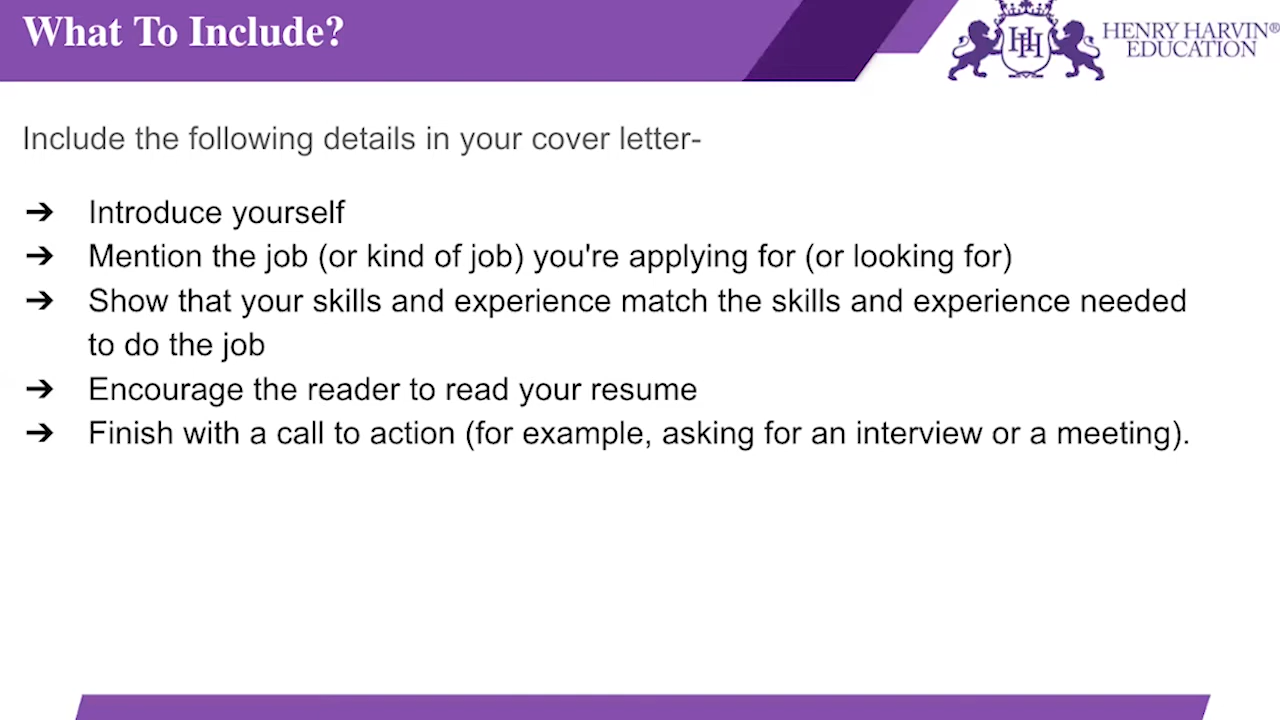 What To Include?
HENRY HARVIN®
EDUCATION
Include the following details in your cover letter-
➔ Introduce yourself
➔ Mention the job (or kind of job) you're applying for (or looking for)
➔ Show that your skills and experience match the skills and experience needed
to do the job
➔ Encourage the reader to read your resume
➔ Finish with a call to action (for example, asking for an interview or a meeting).